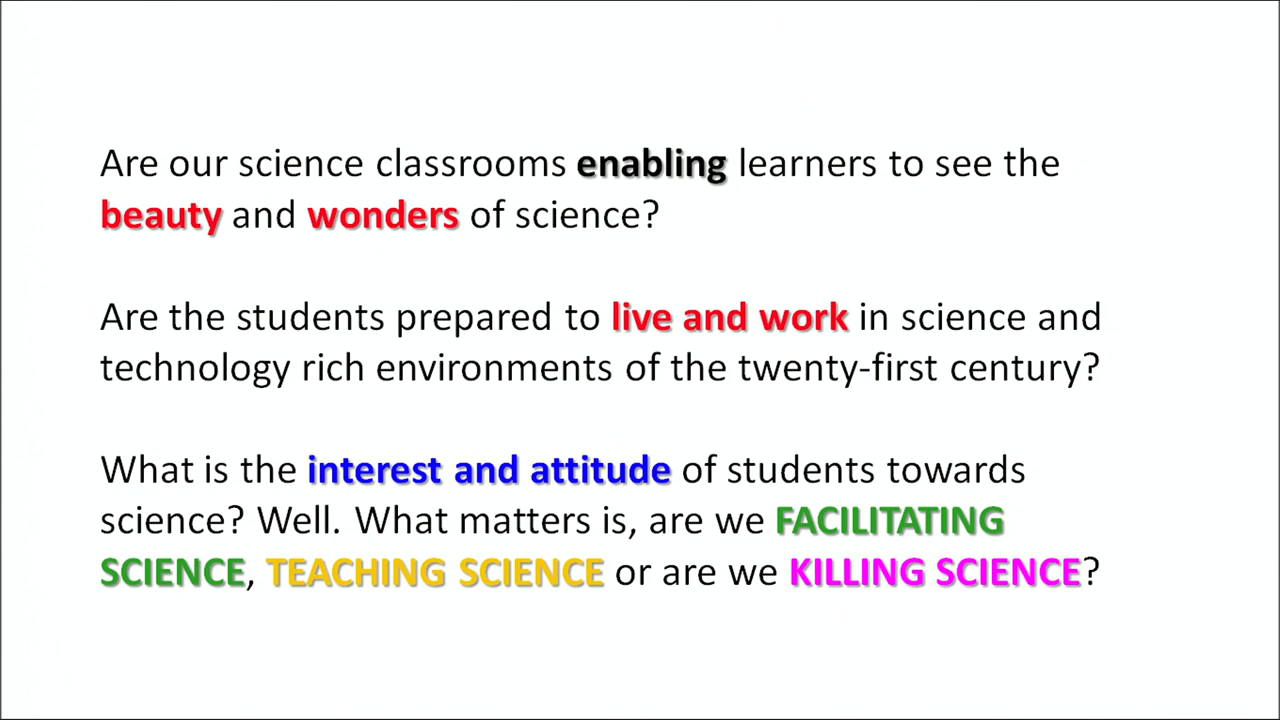 Are our science classrooms enabling learners to see the
beauty and wonders of science?
Are the students prepared to live and work in science and
technology rich environments of the twenty-first century?
What is the interest and attitude of students towards
science? Well. What matters is, are we FACILITATING
SCIENCE, TEACHING SCIENCE or are we KILLING SCIENCE?